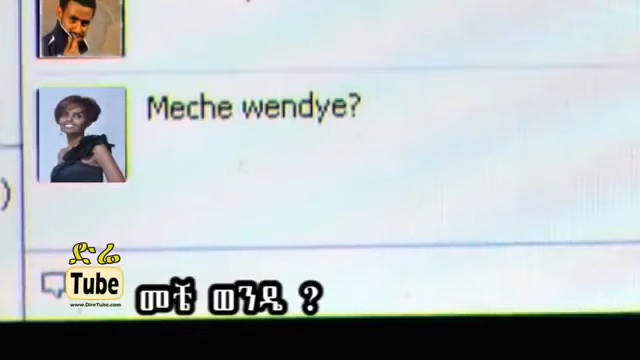 Meche wendye?
ድሬ
Tube
www.DireTube.com
መቼ ወንዴ ?